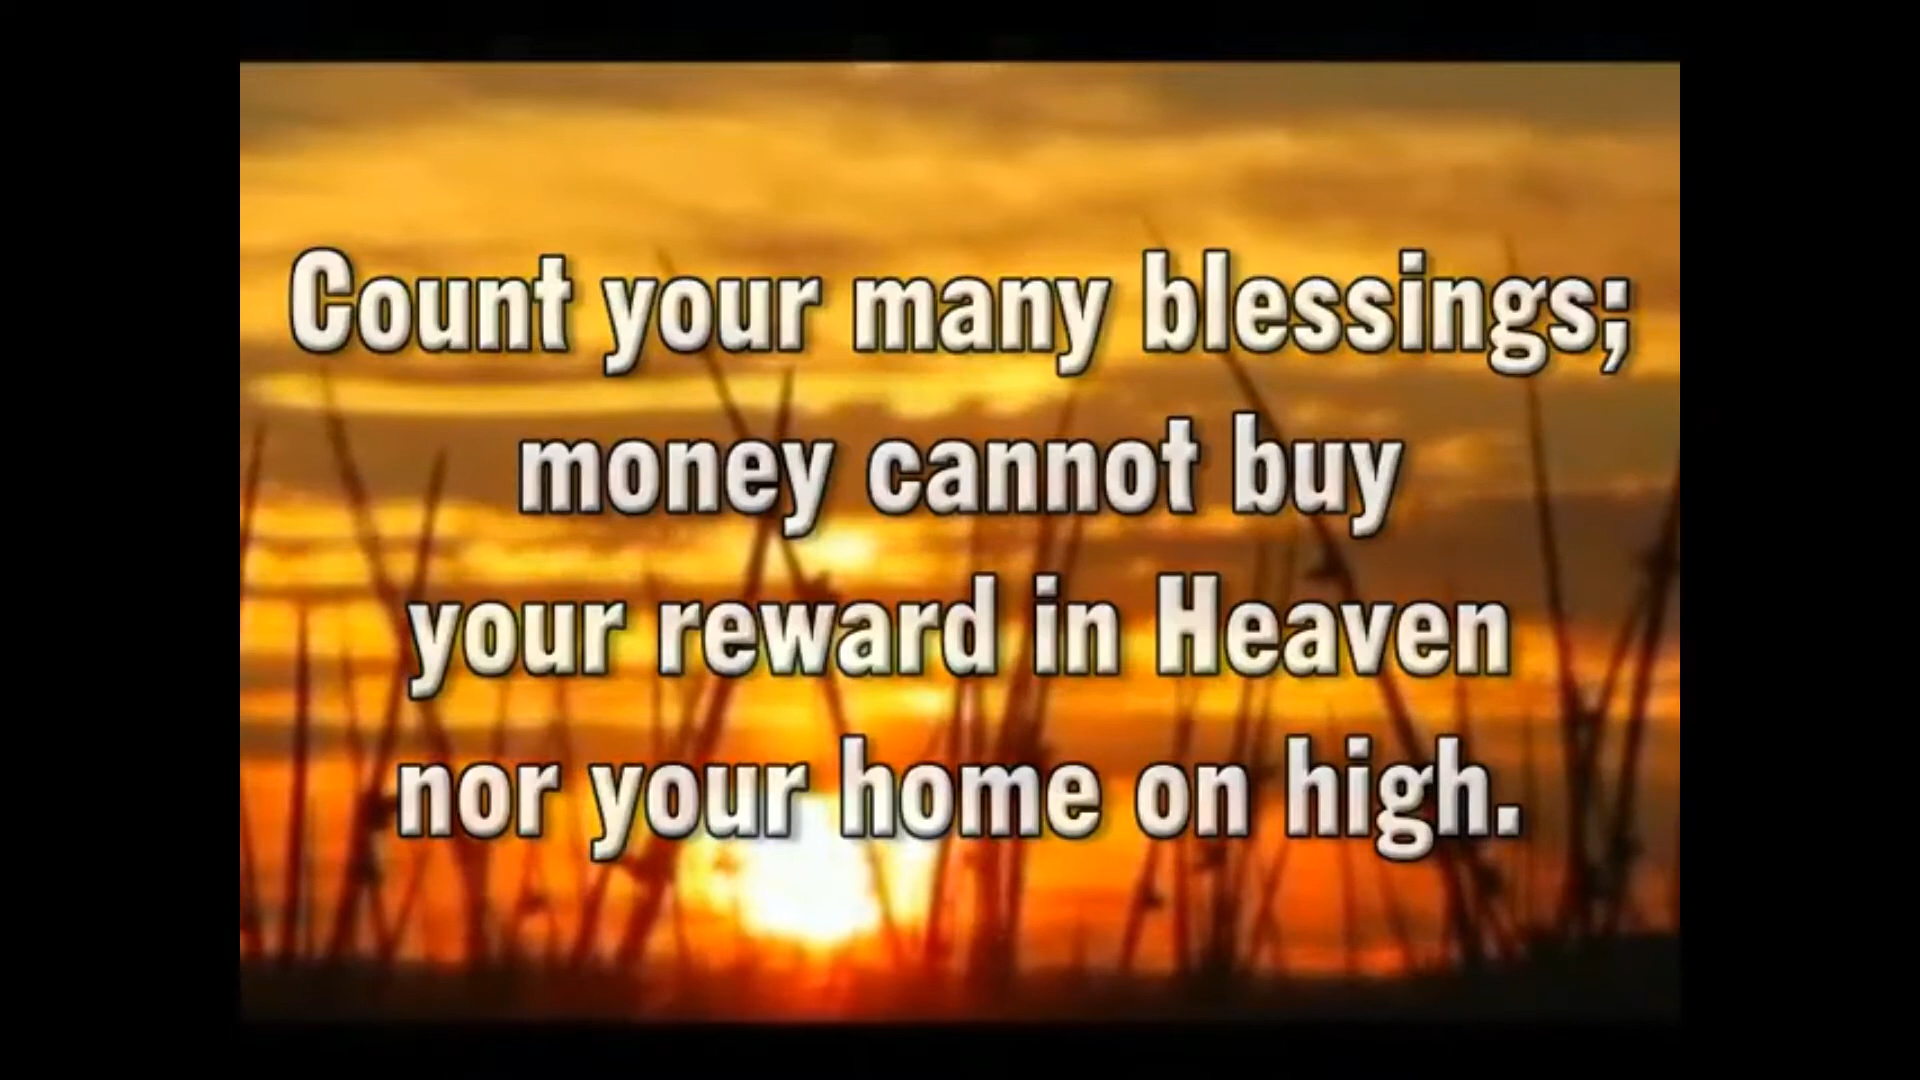 Count your many blessings;
money cannot buy
your reward in Heaven
nor your home on high.